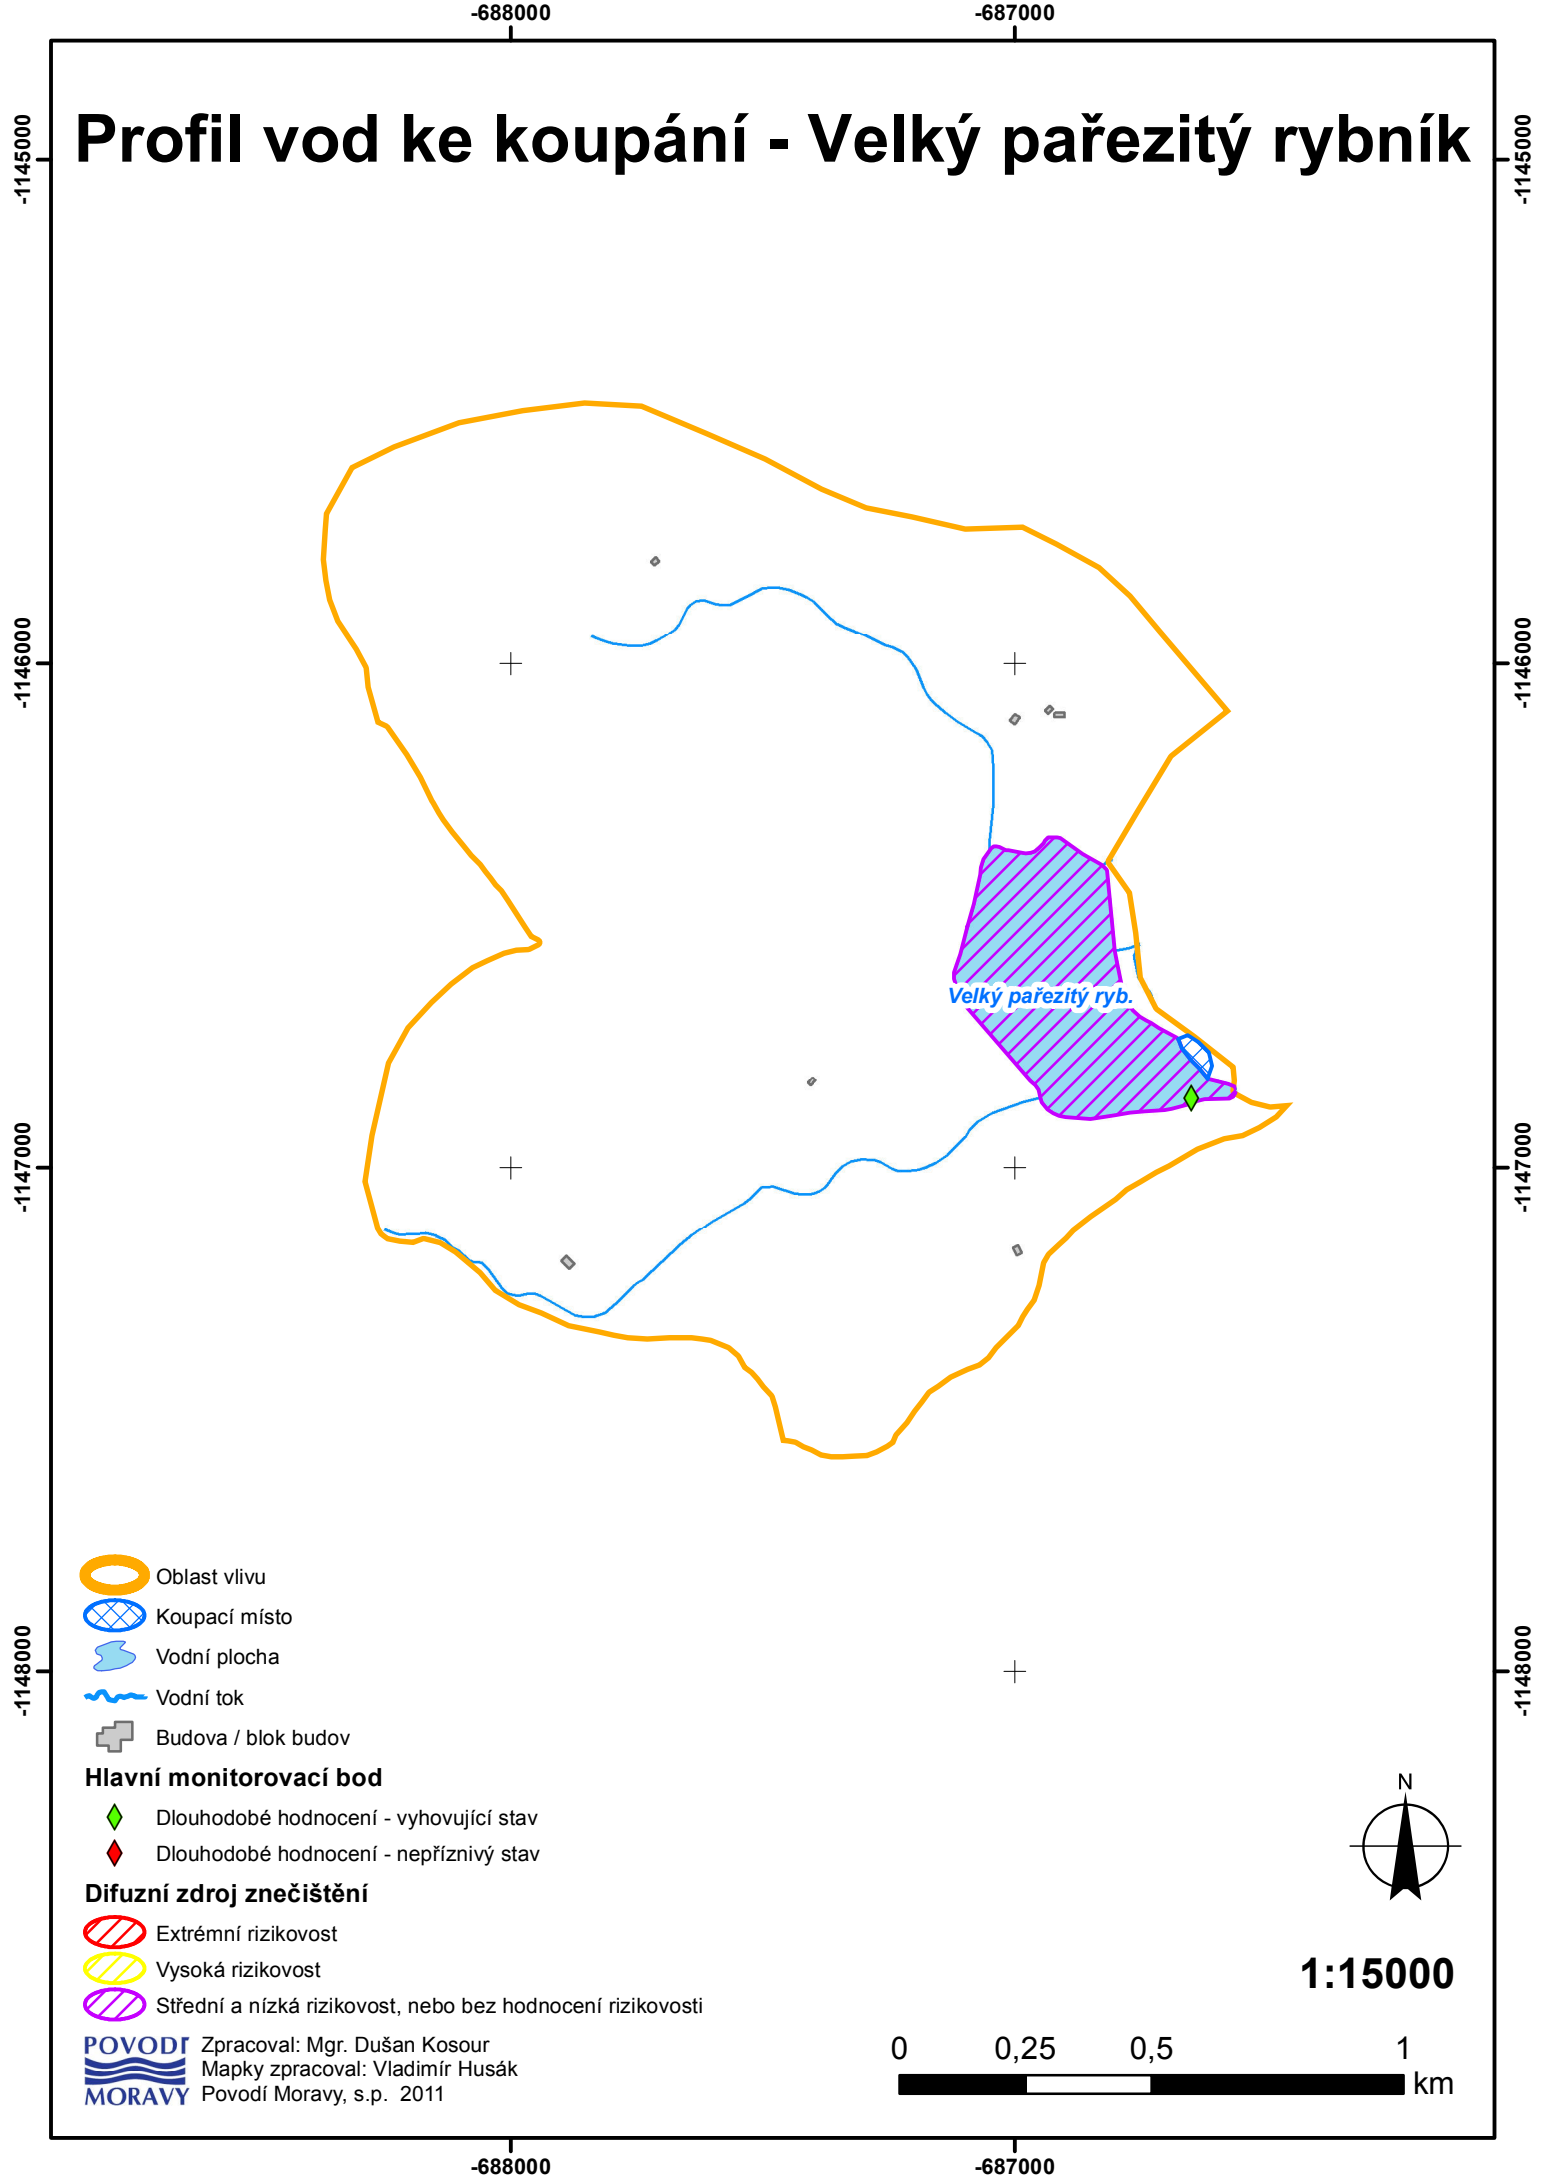 -688000
-687000
Profil vod ke koupání - Velký pařezitý rybník
-1145000
-1145000
-1146000
-1146000
Velký pařezitý ryb.
-1147000
-1147000
Oblast vlivu
Koupací místo
Vodní plocha
Vodní tok
Budova / blok budov
-1148000
-1148000
Hlavní monitorovací bod
Dlouhodobé hodnocení - vyhovující stav
Dlouhodobé hodnocení - nepříznivý stav
Difuzní zdroj znečištění
Extrémní rizikovost
Vysoká rizikovost
Střední a nízká rizikovost, nebo bez hodnocení rizikovosti
N
1:15000
POVODÍ
MORAVY
Zpracoval: Mgr. Dušan Kosour
Mapky zpracoval: Vladimír Husák
Povodí Moravy, s.p. 2011
0 0,25 0,5 1
km
-688000
-687000